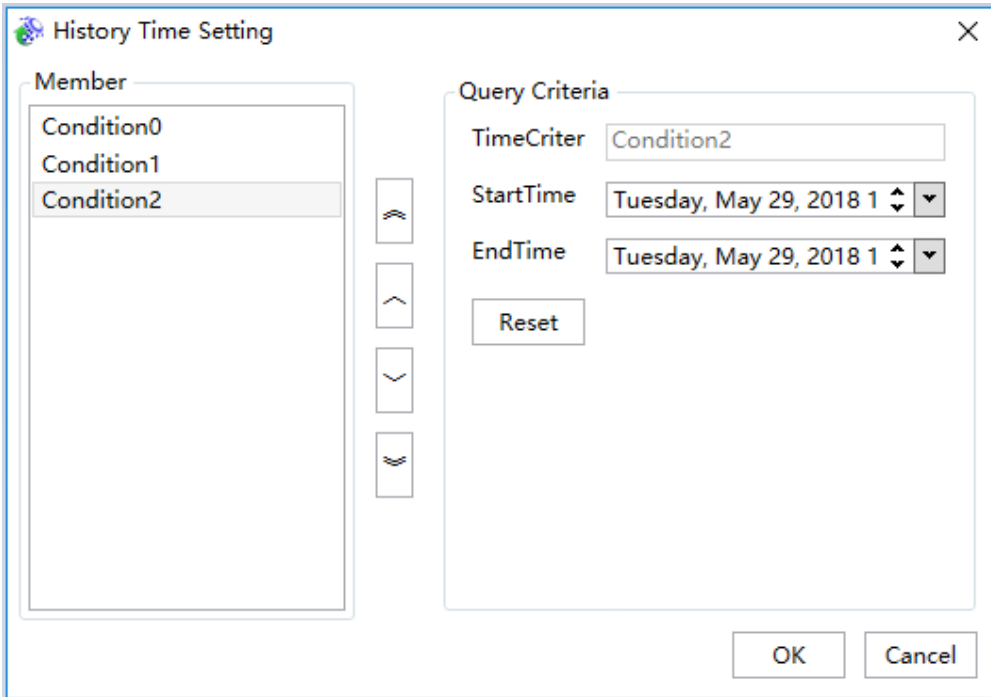 History Time Setting
Member
Condition0
Condition1
Condition2
Query Criteria
TimeCriter Condition2
StartTime Tuesday, May 29, 2018 1
EndTime Tuesday, May 29, 2018 1
Reset
OK Cancel